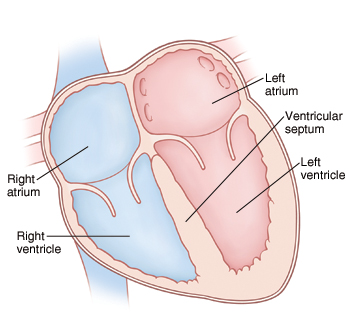 Left
atrium
Ventricular
septum
Left
ventricle
Right
atrium
Right
ventricle